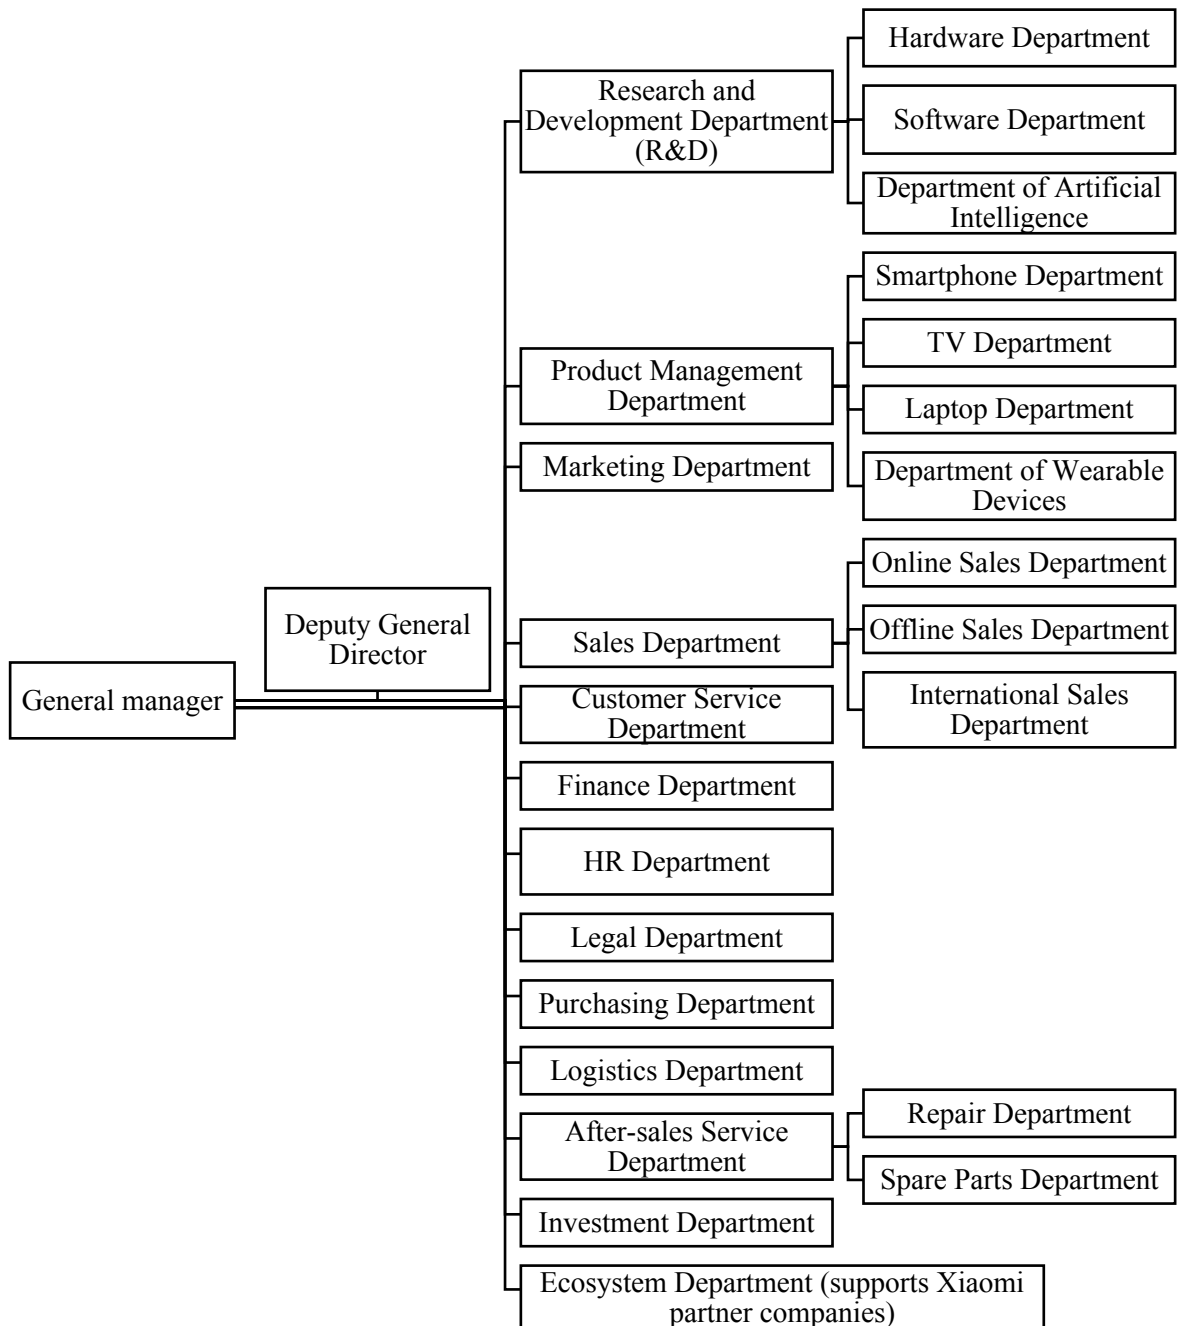 General manager
Deputy General
Director
Research and
Development Department
(R&D)
Hardware Department
Software Department
Department of Artificial
Intelligence
Product Management
Department
Smartphone Department
TV Department
Laptop Department
Department of Wearable
Devices
Marketing Department
Sales Department
Online Sales Department
Offline Sales Department
International Sales
Department
Customer Service
Department
Finance Department
HR Department
Legal Department
Purchasing Department
Logistics Department
After-sales Service
Department
Repair Department
Spare Parts Department
Investment Department
Ecosystem Department (supports Xiaomi
partner companies)